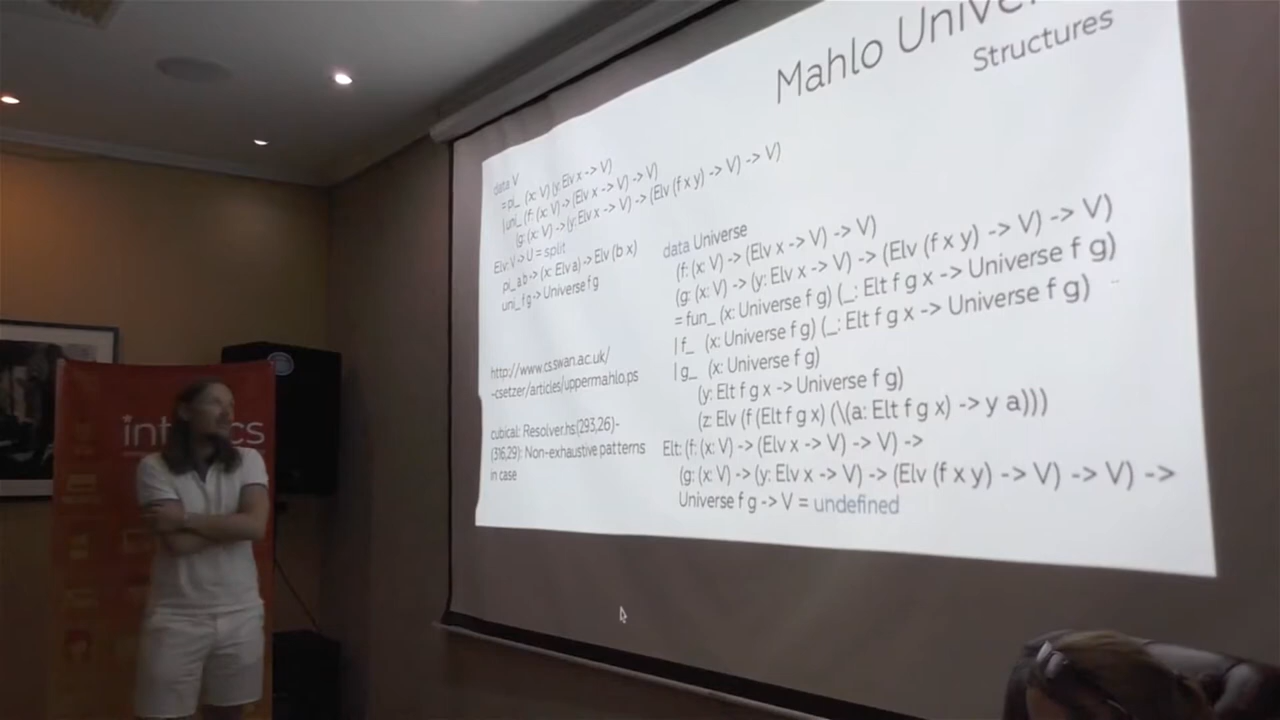 Mahlo
Structures
data V
= pi_ (x: V) (y: Elv x -> V)
| uni_ (f: (x: V) -> (Elv x -> V) -> V)
(g: (x: V) -> (y: Elv x -> V) -> (Elv (f x y) -> V) -> V)
Elv: V -> U = split
pi_ a b -> (x: Elv a) -> Elv (b x)
uni_ f g -> Universe f g
http://www.cs.swan.ac.uk/
~csetzer/articles/uppermahlo.ps
cubical: Resolver.hs:(293,26)-
(316,29): Non-exhaustive patterns
in case
data Universe
(f: (x: V) -> (Elv x -> V) -> V)
(g: (x: V) -> (y: Elv x -> V) -> (Elv (f x y) -> V) -> V)
= fun_ (x: Universe f g) (_: Elt f g x -> Universe f g)
| f_ (x: Universe f g) (_: Elt f g x -> Universe f g)
| g_ (x: Universe f g)
(y: Elt f g x -> Universe f g)
(z: Elv (f (Elt f g x) (\(a: Elt f g x) -> y a)))
Elt: (f: (x: V) -> (Elv x -> V) -> V) ->
(g: (x: V) -> (y: Elv x -> V) -> (Elv (f x y) -> V) -> V) ->
Universe f g -> V = undefined